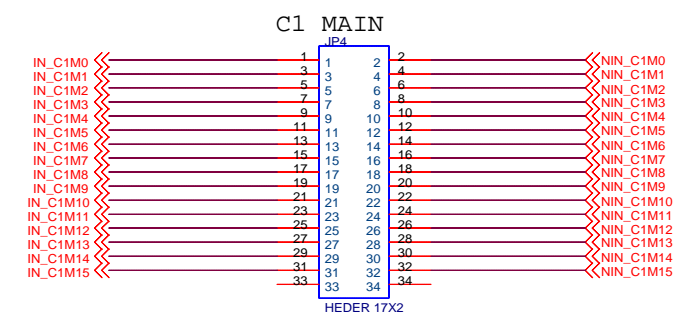 C1 MAIN
JP4
IN_C1M0 1 1 2 2 NIN_C1M0
IN_C1M1 3 3 4 4 NIN_C1M1
IN_C1M2 5 5 6 6 NIN_C1M2
IN_C1M3 7 7 8 8 NIN_C1M3
IN_C1M4 9 9 10 10 NIN_C1M4
IN_C1M5 11 11 12 12 NIN_C1M5
IN_C1M6 13 13 14 14 NIN_C1M6
IN_C1M7 15 15 16 16 NIN_C1M7
IN_C1M8 17 17 18 18 NIN_C1M8
IN_C1M9 19 19 20 20 NIN_C1M9
IN_C1M10 21 21 22 22 NIN_C1M10
IN_C1M11 23 23 24 24 NIN_C1M11
IN_C1M12 25 25 26 26 NIN_C1M12
IN_C1M13 27 27 28 28 NIN_C1M13
IN_C1M14 29 29 30 30 NIN_C1M14
IN_C1M15 31 31 32 32 NIN_C1M15
33 33 34 34
HEDER 17X2